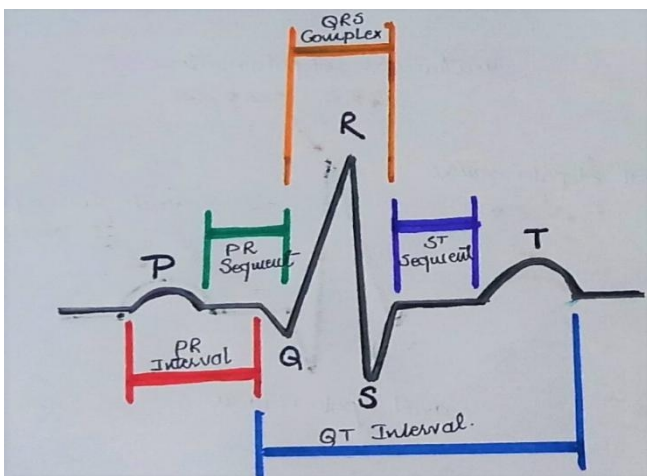 QRS
Complex
R
P
PR
Sequent
ST
Sequent
T
PR
Interval
Q
S
QT Interval.